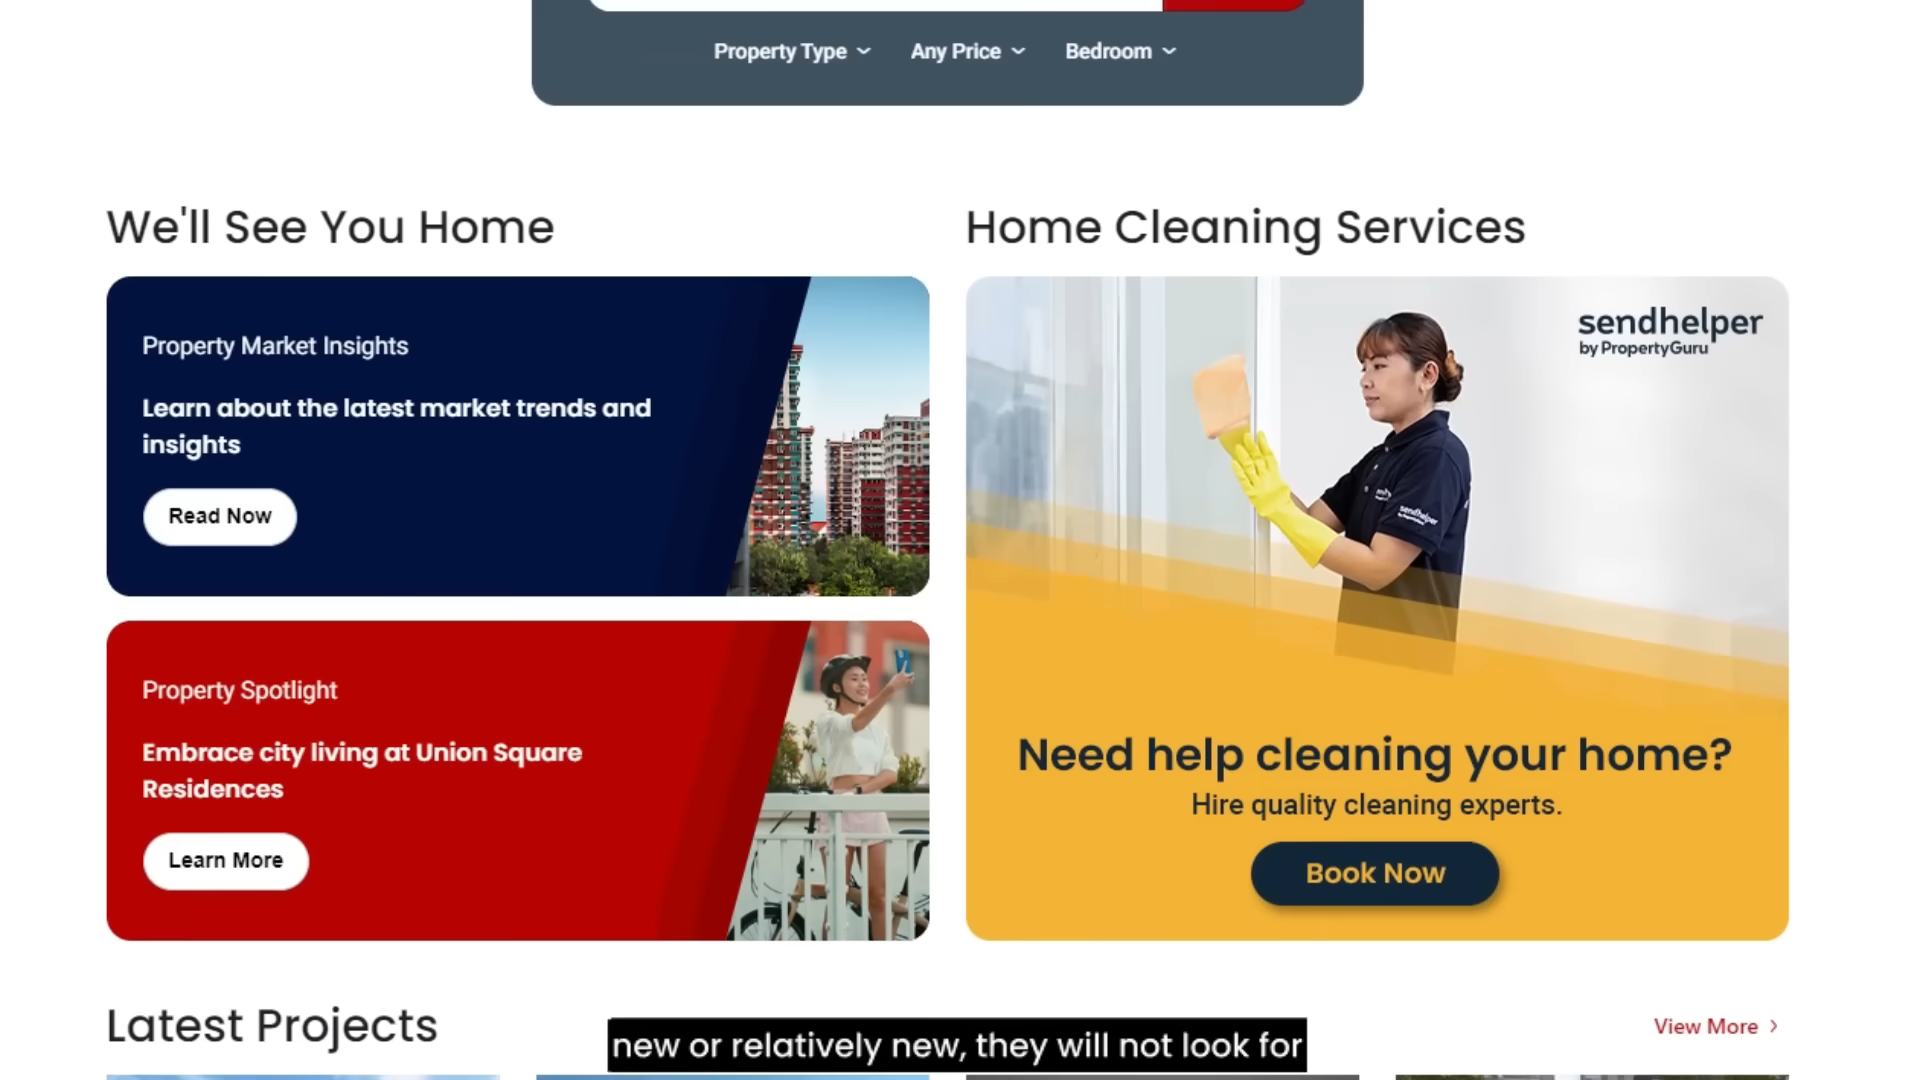 Property Type
Any Price
Bedroom
We'll See You Home
Property Market Insights
Learn about the latest market trends and
insights
Read Now
Property Spotlight
Embrace city living at Union Square
Residences
Learn More
Home Cleaning Services
sendhelper
by PropertyGuru
sendhelper
Need help cleaning your home?
Hire quality cleaning experts.
Book Now
Latest Projects
View More
new or relatively new, they will not look for